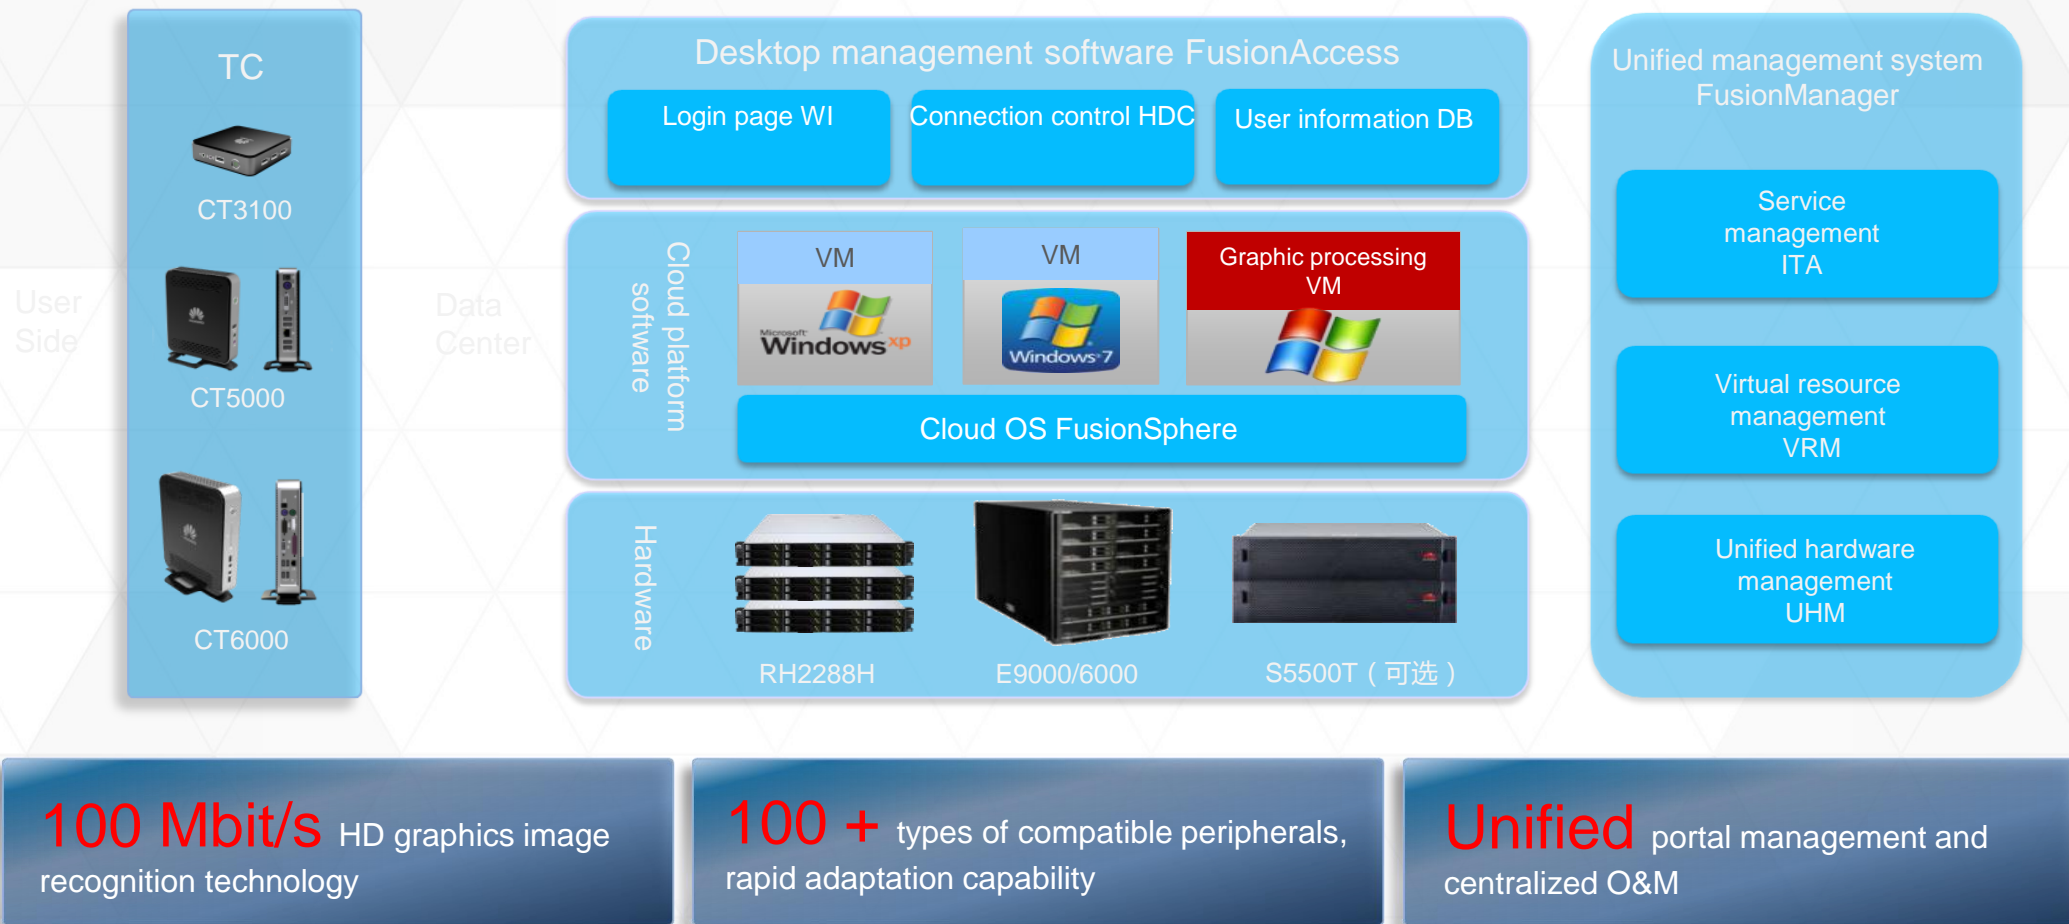 TC
CT3100
CT5000
CT6000
User
Side
Data
Center
Desktop management software FusionAccess
Login page WI
Connection control HDC
User information DB
Cloud platform
software
VM
Microsoft
Windows xp
VM
Windows 7
Graphic processing
VM
Cloud OS FusionSphere
Hardware
RH2288H
E9000/6000
S5500T（可选）
Unified management system
FusionManager
Service
management
ITA
Virtual resource
management
VRM
Unified hardware
management
UHM
100 Mbit/s HD graphics image
recognition technology
100 + types of compatible peripherals,
rapid adaptation capability
Unified portal management and
centralized O&M